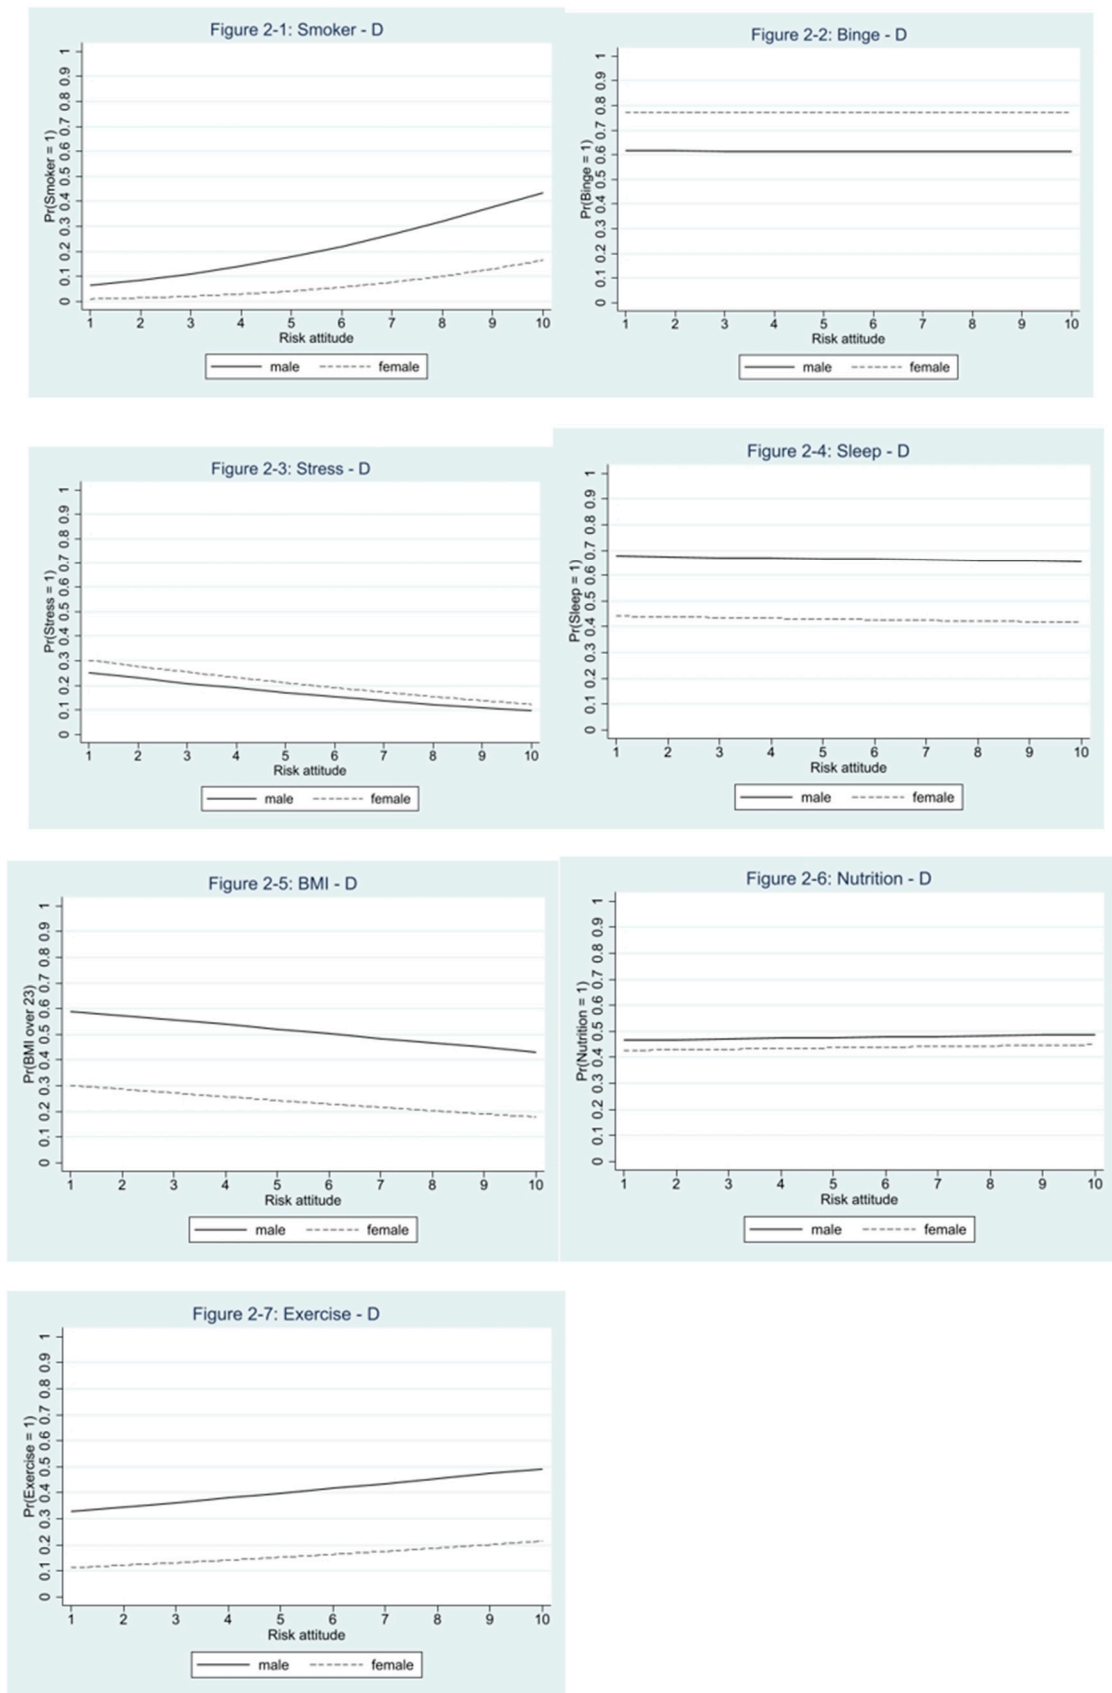 Figure 2-1: Smoker - D
Pr(Smoker = 1)
1
0.9
0.8
0.7
0.6
0.5
0.4
0.3
0.2
0.1
0
1 2 3 4 5 6 7 8 9 10
Risk attitude
male female
Figure 2-2: Binge - D
Pr(Binge = 1)
1
0.9
0.8
0.7
0.6
0.5
0.4
0.3
0.2
0.1
0
1 2 3 4 5 6 7 8 9 10
Risk attitude
male female
Figure 2-3: Stress - D
Pr(Stress = 1)
1
0.9
0.8
0.7
0.6
0.5
0.4
0.3
0.2
0.1
0
1 2 3 4 5 6 7 8 9 10
Risk attitude
male female
Figure 2-4: Sleep - D
Pr(Sleep = 1)
1
0.9
0.8
0.7
0.6
0.5
0.4
0.3
0.2
0.1
0
1 2 3 4 5 6 7 8 9 10
Risk attitude
male female
Figure 2-5: BMI - D
Pr(BMI over 23)
1
0.9
0.8
0.7
0.6
0.5
0.4
0.3
0.2
0.1
0
1 2 3 4 5 6 7 8 9 10
Risk attitude
male female
Figure 2-6: Nutrition - D
Pr(Nutrition = 1)
1
0.9
0.8
0.7
0.6
0.5
0.4
0.3
0.2
0.1
0
1 2 3 4 5 6 7 8 9 10
Risk attitude
male female
Figure 2-7: Exercise - D
Pr(Exercise = 1)
1
0.9
0.8
0.7
0.6
0.5
0.4
0.3
0.2
0.1
0
1 2 3 4 5 6 7 8 9 10
Risk attitude
male female